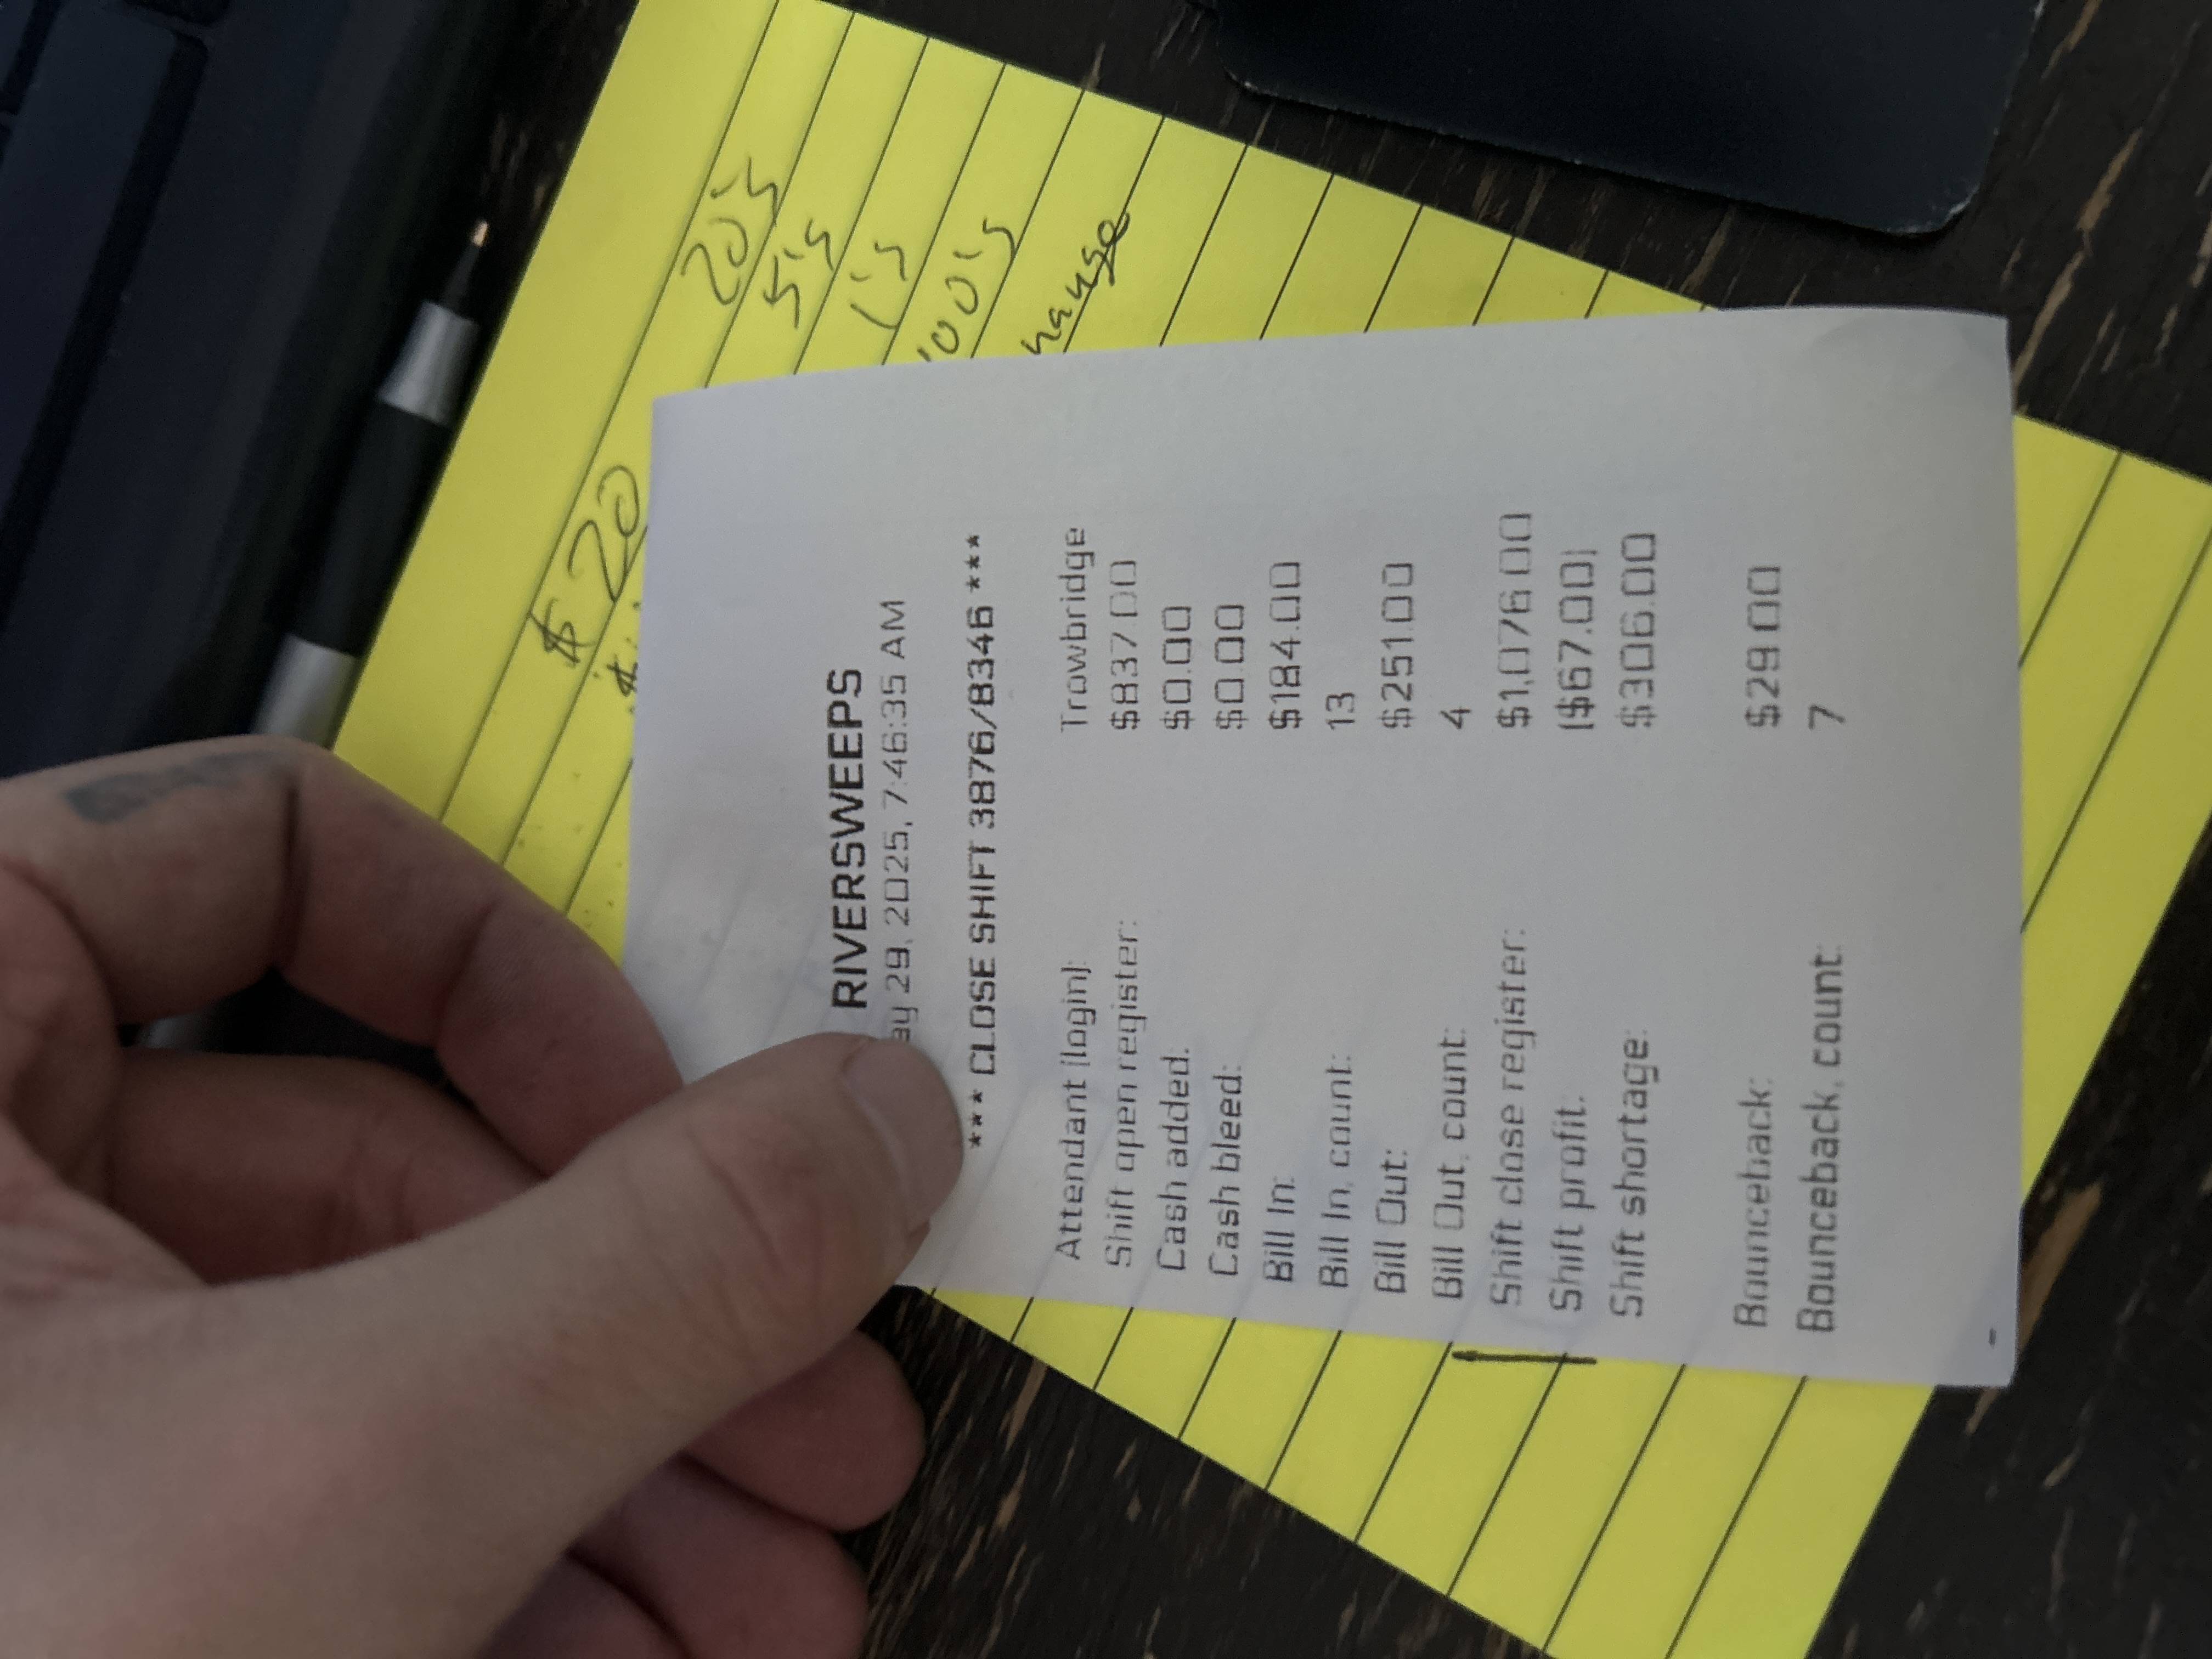 $ 20 20's
5's
1's
100's
hange
RIVERSWEEPS
ay 29, 2025, 7:46:35 AM
*** CLOSE SHIFT 3876/8346 ***
Attendant (login): Trowbridge
Shift open register: $837.00
Cash added: $0.00
Cash bleed: $0.00
Bill In: $184.00
Bill In, count: 13
Bill Out: $251.00
Bill Out, count: 4
Shift close register: $1,076.00
Shift profit: ($67.00)
Shift shortage: $306.00
Bounceback: $29.00
Bounceback, count: 7
-